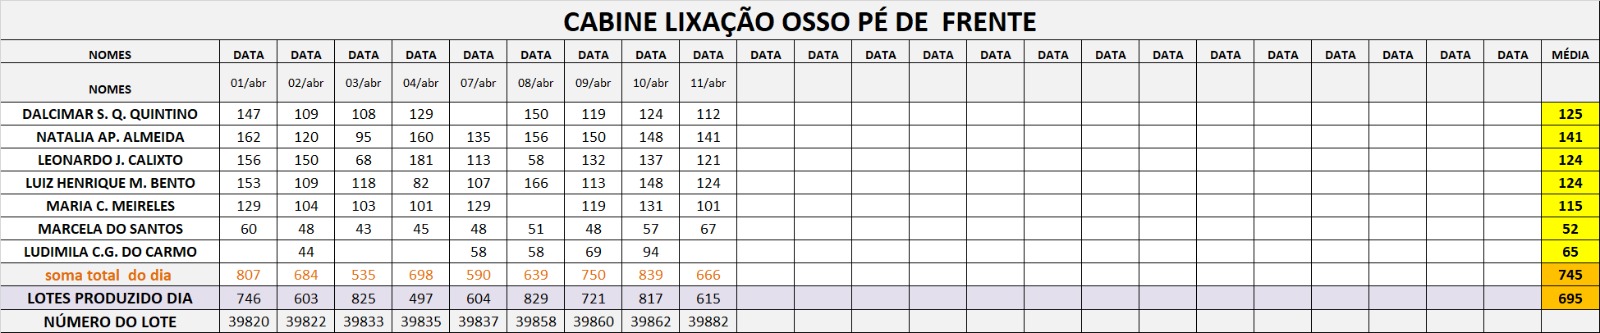 CABINE LIXAÇÃO OSSO PÉ DE FRENTE
NOMES DATA DATA DATA DATA DATA DATA DATA DATA DATA DATA DATA DATA DATA DATA DATA DATA DATA DATA DATA DATA DATA DATA DATA MÉDIA
NOMES 01/abr 02/abr 03/abr 04/abr 07/abr 08/abr 09/abr 10/abr 11/abr
DALCIMAR S. Q. QUINTINO 147 109 108 129 150 119 124 112 125
NATALIA AP. ALMEIDA 162 120 95 160 135 156 150 148 141 141
LEONARDO J. CALIXTO 156 150 68 181 113 58 132 137 121 124
LUIZ HENRIQUE M. BENTO 153 109 118 82 107 166 113 148 124 124
MARIA C. MEIRELES 129 104 103 101 129 119 131 101 115
MARCELA DO SANTOS 60 48 43 45 48 51 48 57 67 52
LUDIMILA C.G. DO CARMO 44 58 58 69 94 65
soma total do dia 807 684 535 698 590 639 750 839 666 745
LOTES PRODUZIDO DIA 746 603 825 497 604 829 721 817 615 695
NÚMERO DO LOTE 39820 39822 39833 39835 39837 39858 39860 39862 39882